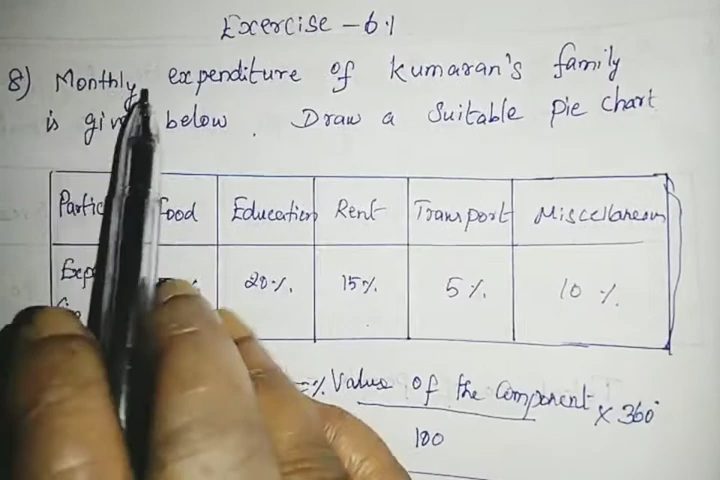 Exercise - 6.1
8) Monthly expenditure of Kumaran's family
is below. Draw a Suitable Pie chart
Food Education Rent Transport Miscellaneous
20%. 15%. 5%. 10%.
=% Value of the Component × 360°
100